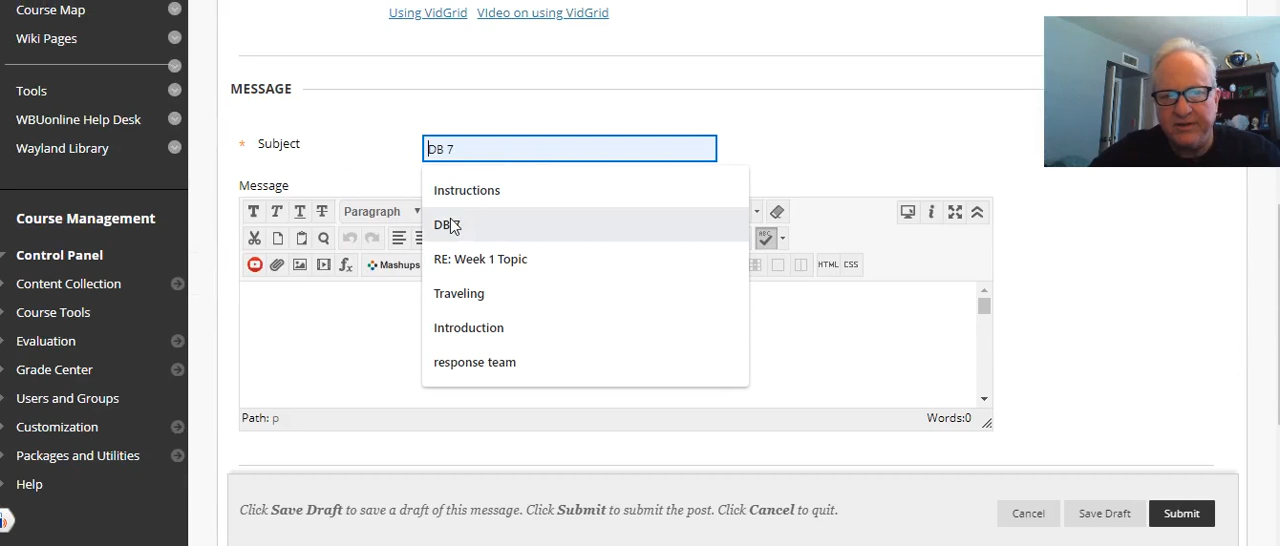 Course Map
Wiki Pages
Tools
WBUonline Help Desk
Wayland Library
Course Management
Control Panel
Content Collection
Course Tools
Evaluation
Grade Center
Users and Groups
Customization
Packages and Utilities
Help
Using VidGrid VIdeo on using VidGrid
MESSAGE
* Subject
DB 7
Instructions
DB 7
RE: Week 1 Topic
Traveling
Introduction
response team
Message
T T T T Paragraph
ABC
fx Mashups HTML CSS
Path: p Words:0
Click Save Draft to save a draft of this message. Click Submit to submit the post. Click Cancel to quit.
Cancel Save Draft Submit